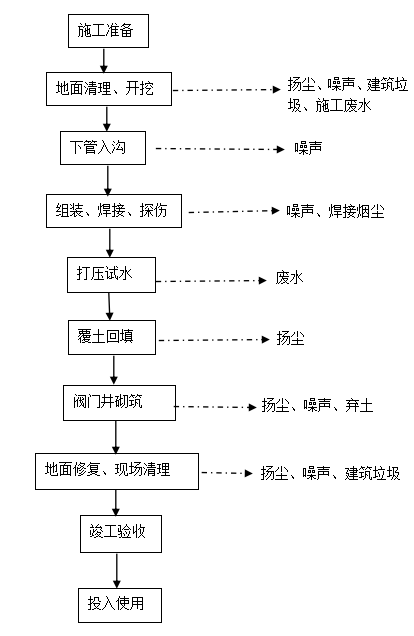 施工准备
地面清理、开挖
扬尘、噪声、建筑垃
圾、施工废水
下管入沟
噪声
组装、焊接、探伤
噪声、焊接烟尘
打压试水
废水
覆土回填
扬尘
阀门井砌筑
扬尘、噪声、弃土
地面修复、现场清理
扬尘、噪声、建筑垃圾
竣工验收
投入使用